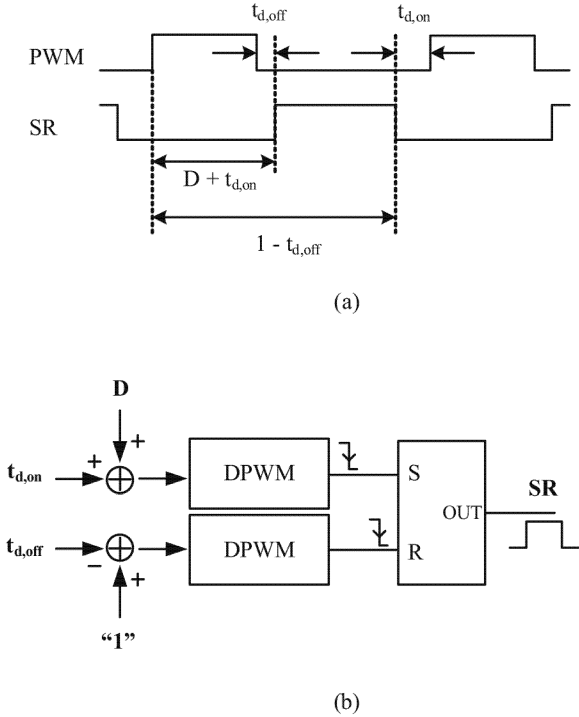 t_d,off t_d,on
PWM
SR
D + t_d,on
1 - t_d,off
(a)
D
+
+
t_d,on
DPWM
S
SR
OUT
t_d,off
DPWM
R
−
+
“1”
(b)